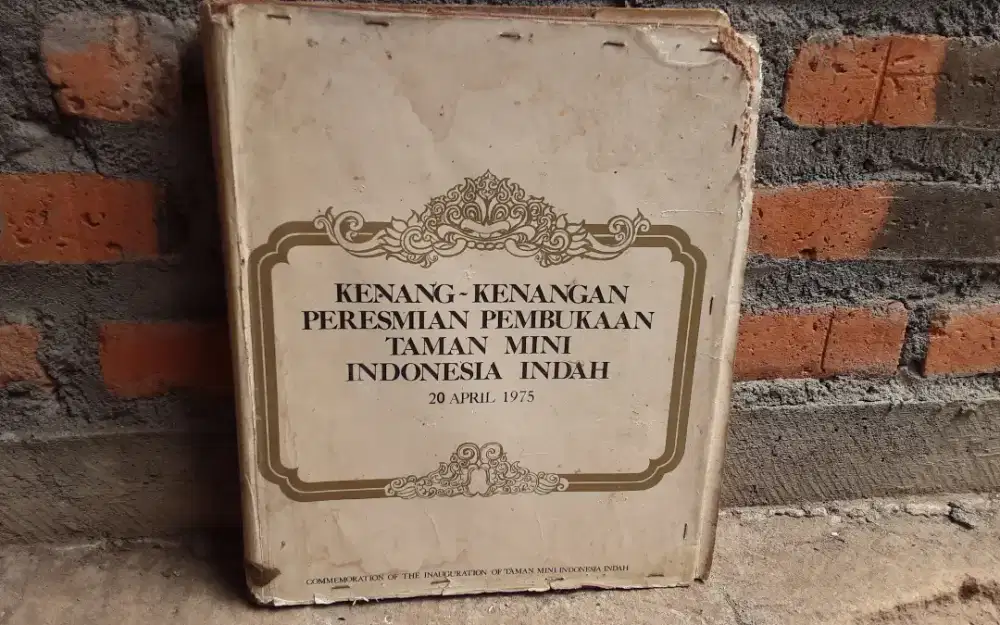 KENANG-KENANGAN
PERESMIAN PEMBUKAAN
TAMAN MINI
INDONESIA INDAH
20 APRIL 1975
COMMEMORATION OF THE INAUGURATION OF TAMAN MINI INDONESIA INDAH